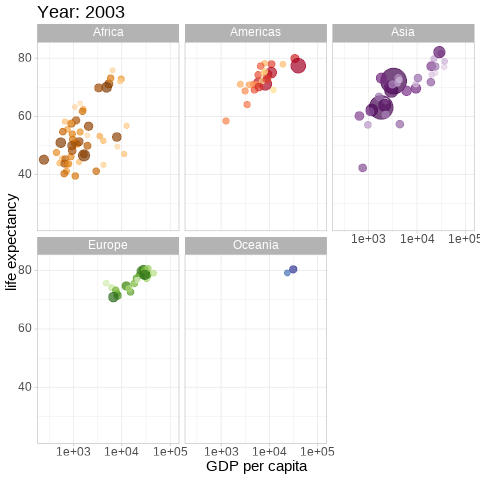 Year: 2003
Africa
Americas
Asia
80
60
40
1e+03
1e+04
1e+05
life expectancy
Europe
Oceania
80
60
40
1e+03
1e+04
1e+05
1e+03
1e+04
1e+05
GDP per capita